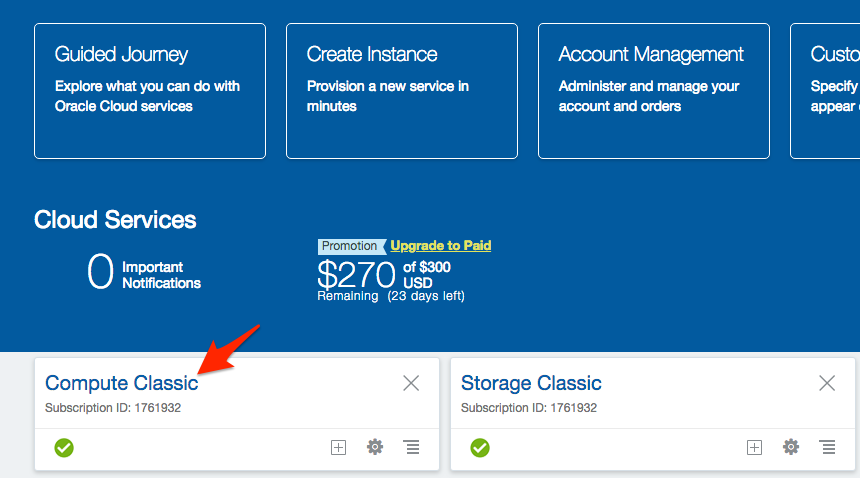 Guided Journey
Explore what you can do with
Oracle Cloud services
Create Instance
Provision a new service in
minutes
Account Management
Administer and manage your
account and orders
Custo
Specify
appear
Cloud Services
0 Important
Notifications
Promotion Upgrade to Paid
$270 of $300
USD
Remaining (23 days left)
Compute Classic
Subscription ID: 1761932
Storage Classic
Subscription ID: 1761932